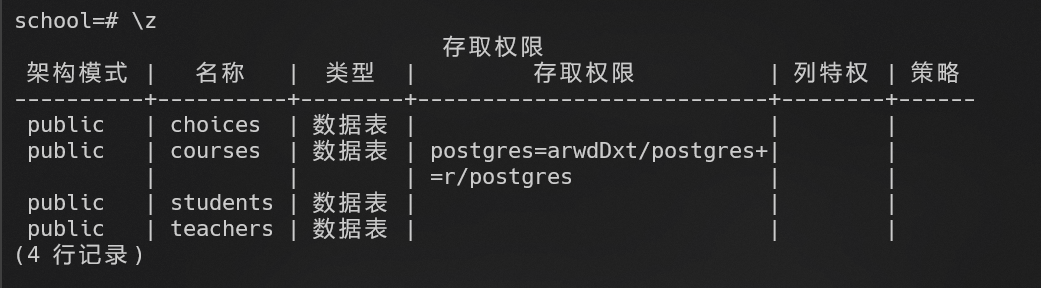 school=# \z
存取权限
架构模式 | 名称 | 类型 | 存取权限 | 列特权 | 策略
----------+----------+--------+---------------------------+--------+------
public | choices | 数据表 | | |
public | courses | 数据表 | postgres=arwdDxt/postgres+| |
| | | =r/postgres | |
public | students | 数据表 | | |
public | teachers | 数据表 | | |
(4 行记录)